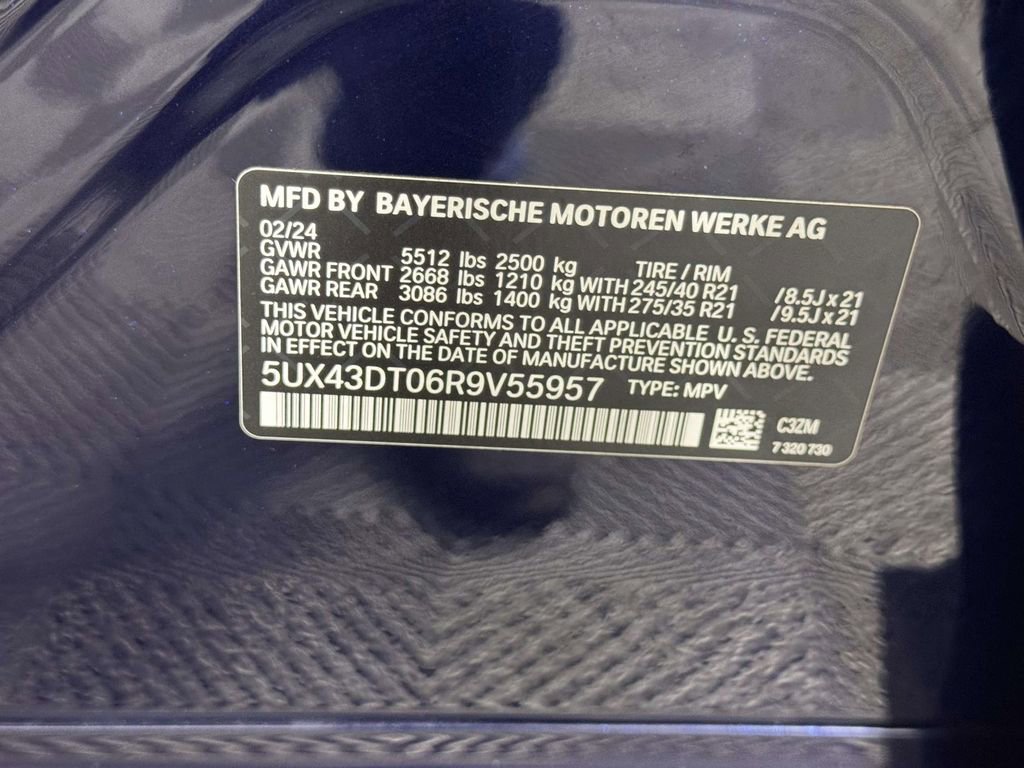 MFD BY BAYERISCHE MOTOREN WERKE AG
02/24
GVWR 5512 lbs 2500 kg TIRE / RIM
GAWR FRONT 2668 lbs 1210 kg WITH 245/40 R21 /8.5J x 21
GAWR REAR 3086 lbs 1400 kg WITH 275/35 R21 /9.5J x 21
THIS VEHICLE CONFORMS TO ALL APPLICABLE U. S. FEDERAL
MOTOR VEHICLE SAFETY AND THEFT PREVENTION STANDARDS
IN EFFECT ON THE DATE OF MANUFACTURE SHOWN ABOVE.
5UX43DT06R9V55957 TYPE: MPV
C3ZM
7 320 730